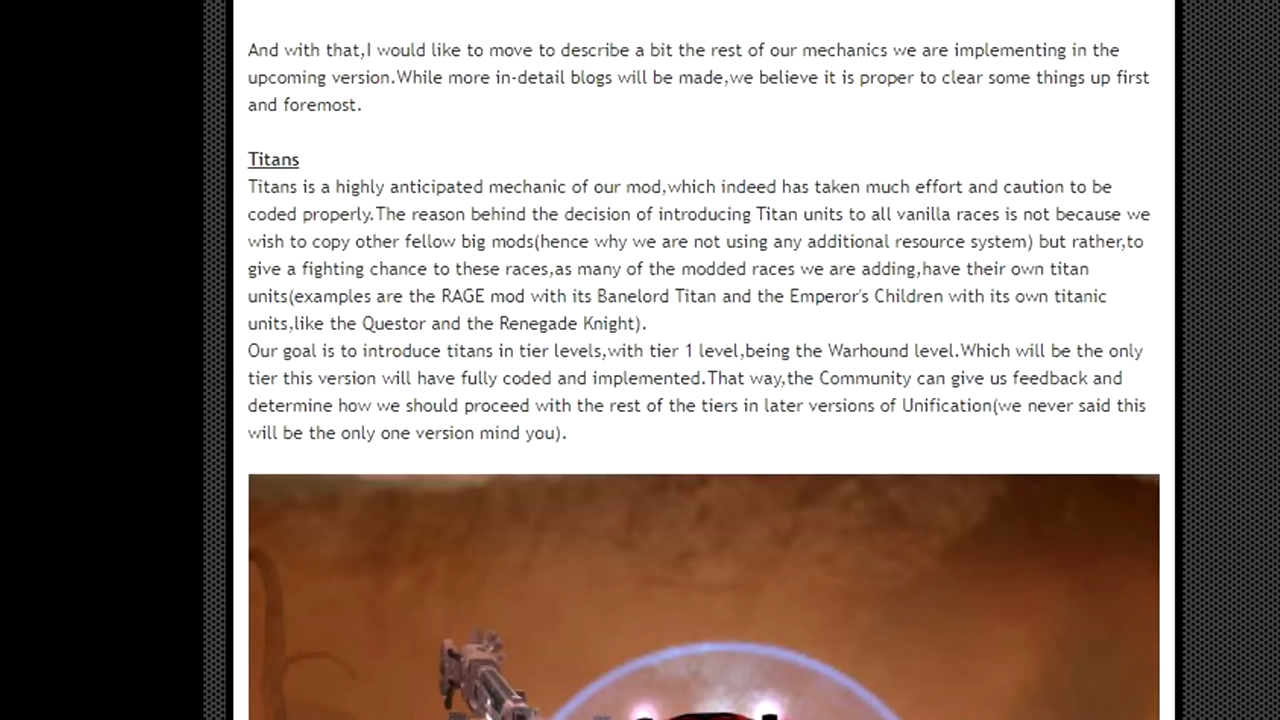 And with that,I would like to move to describe a bit the rest of our mechanics we are implementing in the
upcoming version.While more in-detail blogs will be made,we believe it is proper to clear some things up first
and foremost.
Titans
Titans is a highly anticipated mechanic of our mod,which indeed has taken much effort and caution to be
coded properly.The reason behind the decision of introducing Titan units to all vanilla races is not because we
wish to copy other fellow big mods(hence why we are not using any additional resource system) but rather,to
give a fighting chance to these races,as many of the modded races we are adding,have their own titan
units(examples are the RAGE mod with its Banelord Titan and the Emperor's Children with its own titanic
units,like the Questor and the Renegade Knight).
Our goal is to introduce titans in tier levels,with tier 1 level,being the Warhound level.Which will be the only
tier this version will have fully coded and implemented.That way,the Community can give us feedback and
determine how we should proceed with the rest of the tiers in later versions of Unification(we never said this
will be the only one version mind you).